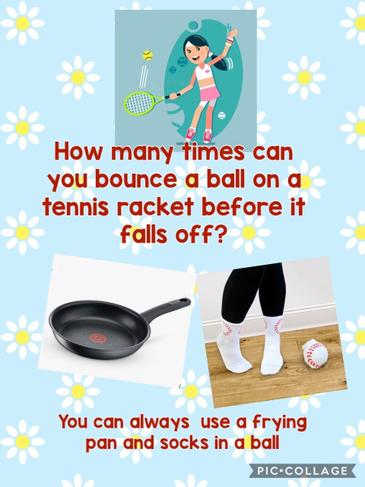 How many times can
you bounce a ball on a
tennis racket before it
falls off?
You can always use a frying
pan and socks in a ball
PIC•COLLAGE